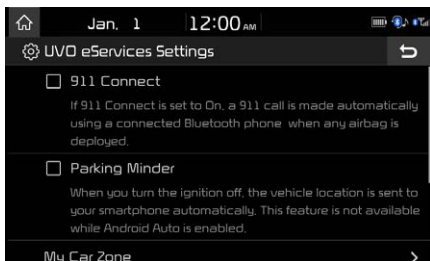 Jan. 1 12:00 AM
UVO eServices Settings
911 Connect
If 911 Connect is set to On, a 911 call is made automatically
using a connected Bluetooth phone when any airbag is
deployed.
Parking Minder
When you turn the ignition off, the vehicle location is sent to
your smartphone automatically. This feature is not available
while Android Auto is enabled.
My Car Zone